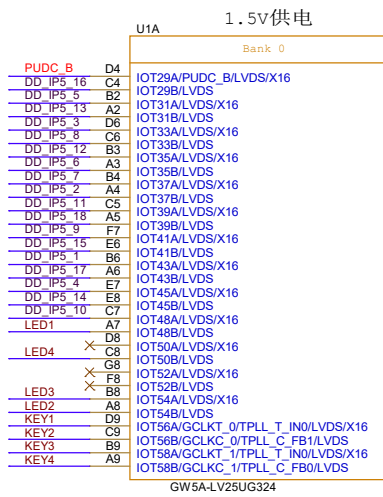 1.5V供电
U1A
Bank 0
PUDC_B D4 IOT29A/PUDC_B/LVDS/X16
DD_IP5_16 C4 IOT29B/LVDS
DD_IP5_5 B2 IOT31A/LVDS/X16
DD_IP5_13 A2 IOT31B/LVDS
DD_IP5_3 D6 IOT33A/LVDS/X16
DD_IP5_8 C6 IOT33B/LVDS
DD_IP5_12 B3 IOT35A/LVDS/X16
DD_IP5_6 A3 IOT35B/LVDS
DD_IP5_7 B4 IOT37A/LVDS/X16
DD_IP5_2 A4 IOT37B/LVDS
DD_IP5_11 C5 IOT39A/LVDS/X16
DD_IP5_18 A5 IOT39B/LVDS
DD_IP5_9 F7 IOT41A/LVDS/X16
DD_IP5_15 E6 IOT41B/LVDS
DD_IP5_1 B6 IOT43A/LVDS/X16
DD_IP5_17 A6 IOT43B/LVDS
DD_IP5_4 E7 IOT45A/LVDS/X16
DD_IP5_14 E8 IOT45B/LVDS
DD_IP5_10 C7 IOT48A/LVDS/X16
LED1 A7 IOT48B/LVDS
D8 IOT50A/LVDS/X16
LED4 C8 IOT50B/LVDS
G8 IOT52A/LVDS/X16
F8 IOT52B/LVDS
LED3 B8 IOT54A/LVDS/X16
LED2 A8 IOT54B/LVDS
KEY1 D9 IOT56A/GCLKT_0/TPLL_T_IN0/LVDS/X16
KEY2 C9 IOT56B/GCLKC_0/TPLL_C_FB1/LVDS
KEY3 B9 IOT58A/GCLKT_1/TPLL_T_IN0/LVDS/X16
KEY4 A9 IOT58B/GCLKC_1/TPLL_C_FB0/LVDS
GW5A-LV25UG324